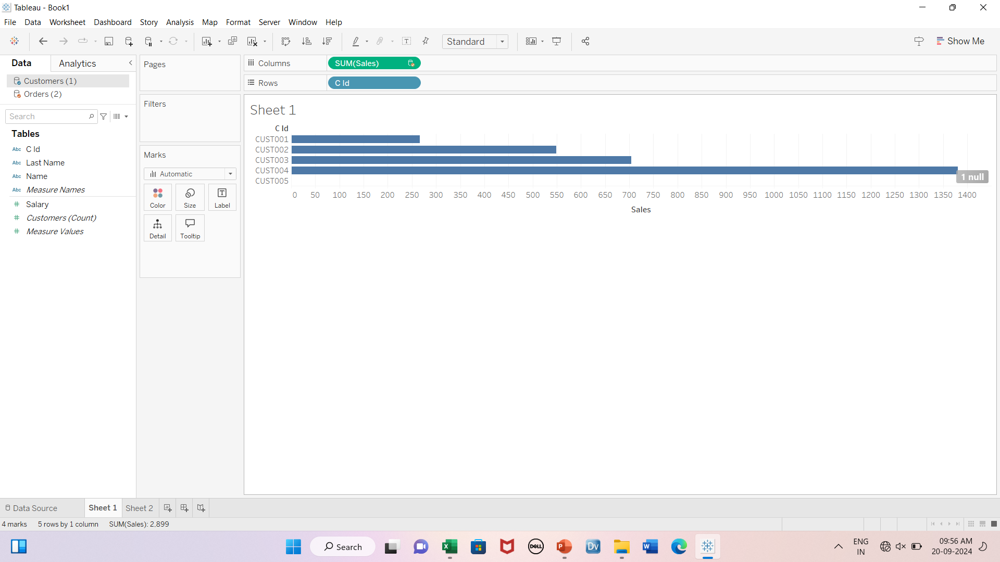 Tableau - Book1
File Data Worksheet Dashboard Story Analysis Map Format Server Window Help
Standard
Show Me
Data Analytics
Customers (1)
Orders (2)
Search
Tables
Abc C Id
Abc Last Name
Abc Name
Abc Measure Names
# Salary
# Customers (Count)
# Measure Values
Pages
Filters
Marks
Automatic
Color Size Label
Detail Tooltip
Columns SUM(Sales)
Rows C Id
Sheet 1
C Id
CUST001
CUST002
CUST003
CUST004
CUST005
1 null
0 50 100 150 200 250 300 350 400 450 500 550 600 650 700 750 800 850 900 950 1000 1050 1100 1150 1200 1250 1300 1350 1400
Sales
Data Source Sheet 1 Sheet 2
4 marks 5 rows by 1 column SUM(Sales): 2,899
Search
DELL
Dv
ENG
IN
09:56 AM
20-09-2024